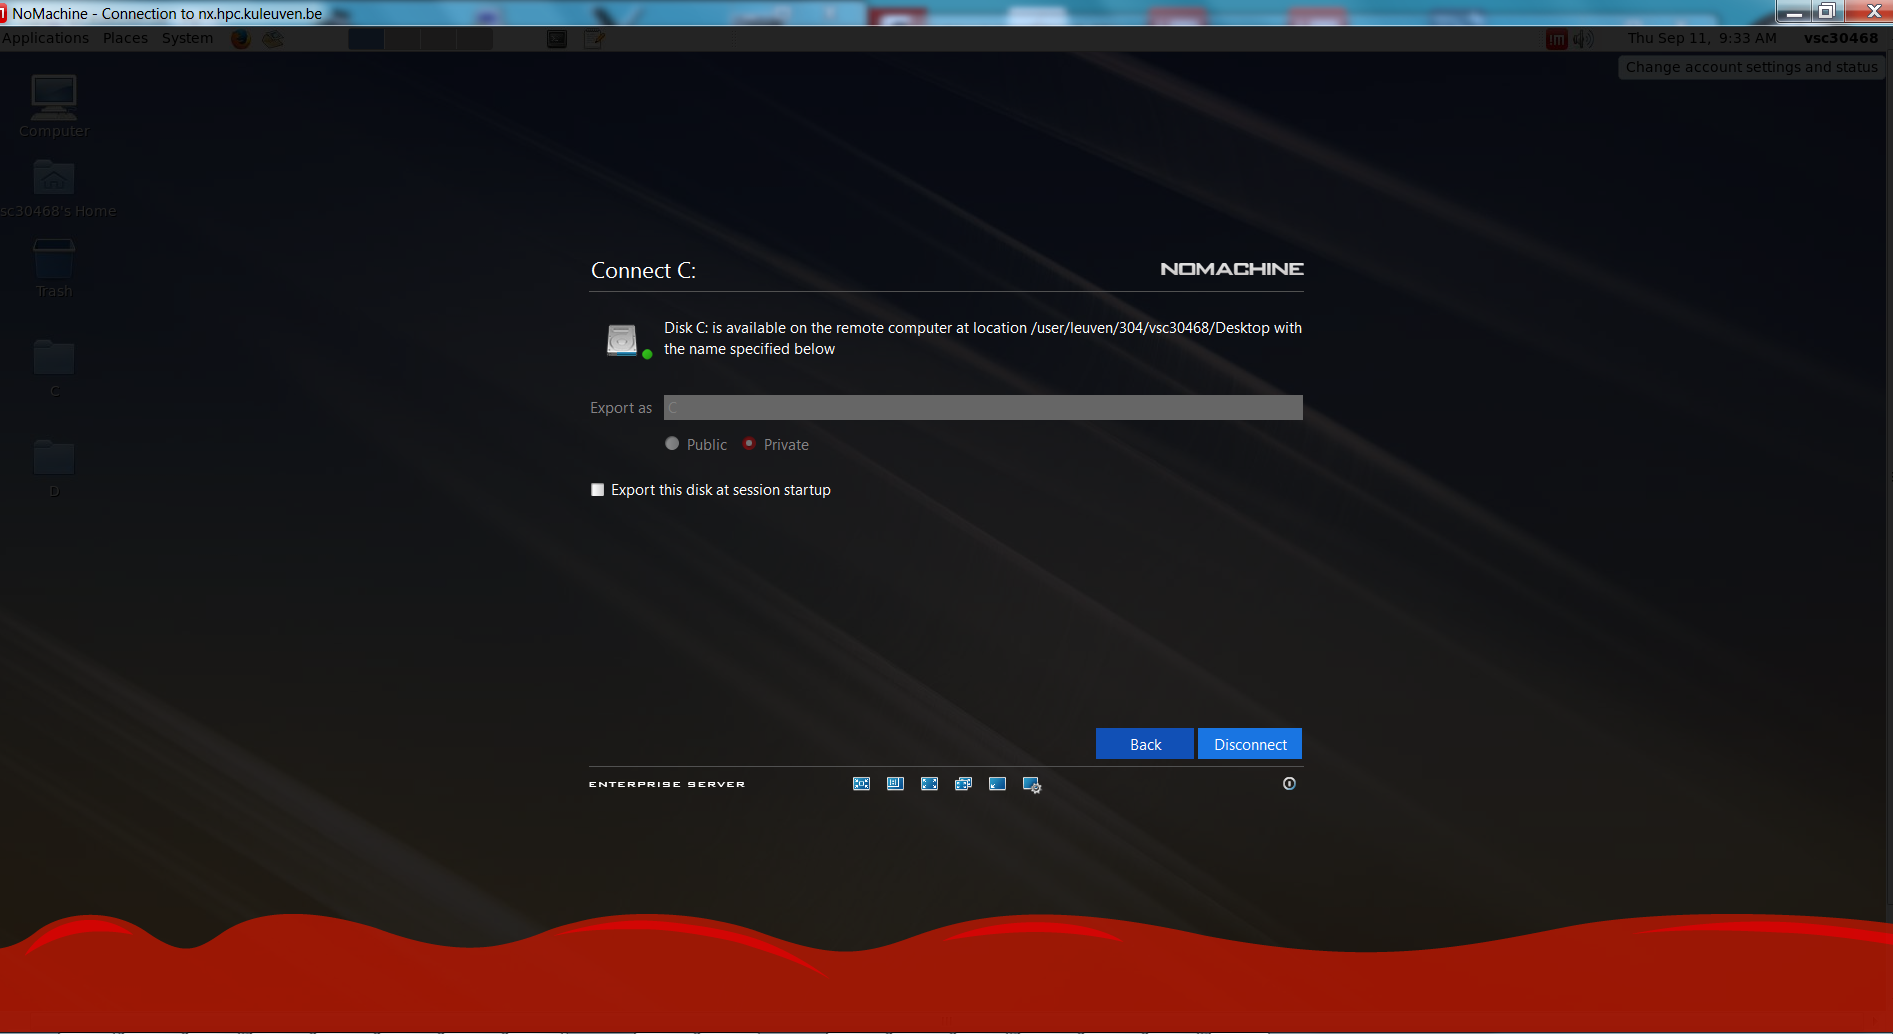 NoMachine - Connection to nx.hpc.kuleuven.be
Applications Places System
!m
Thu Sep 11, 9:33 AM vsc30468
Change account settings and status
Computer
sc30468's Home
Trash
C
D
Connect C:
NOMACHINE
Disk C: is available on the remote computer at location /user/leuven/304/vsc30468/Desktop with
the name specified below
Export as C
Public Private
Export this disk at session startup
Back Disconnect
ENTERPRISE SERVER